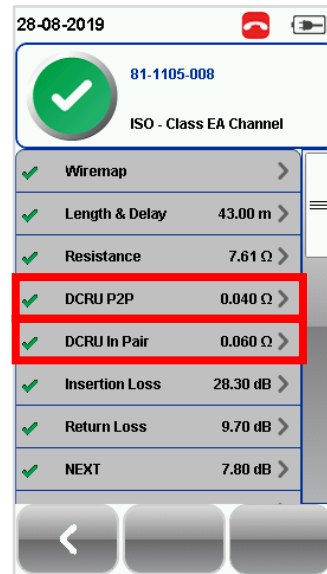 28-08-2019
81-1105-008
ISO - Class EA Channel
Wiremap
Length & Delay 43.00 m
Resistance 7.61 Ω
DCRU P2P 0.040 Ω
DCRU In Pair 0.060 Ω
Insertion Loss 28.30 dB
Return Loss 9.70 dB
NEXT 7.80 dB